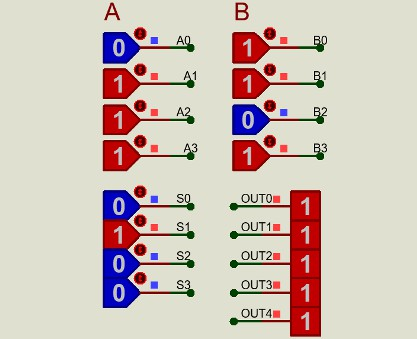 A
0 A0
1 A1
1 A2
1 A3
B
1 B0
1 B1
0 B2
1 B3
0 S0
1 S1
0 S2
0 S3
OUT0 1
OUT1 1
OUT2 1
OUT3 1
OUT4 1